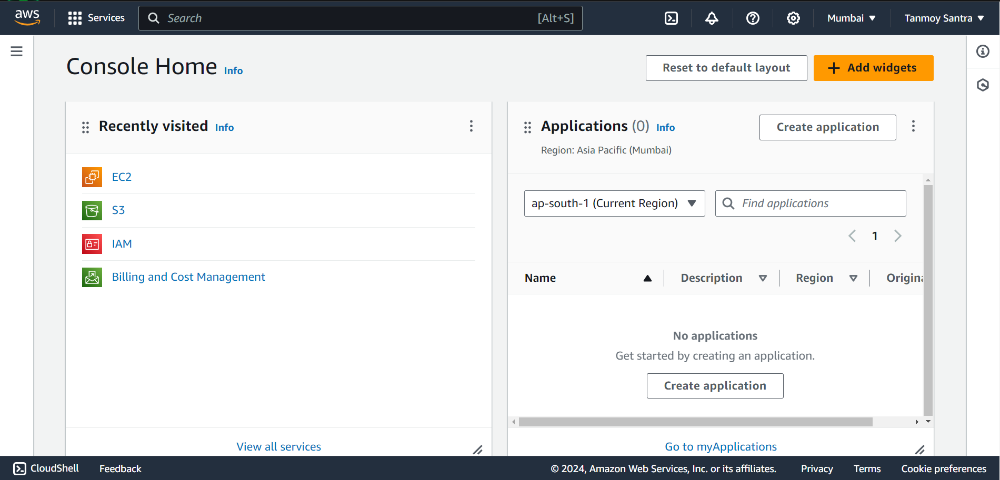 aws
Services
Search
[Alt+S]
Mumbai
Tanmoy Santra
Console Home Info
Reset to default layout
Add widgets
Recently visited Info
EC2
S3
IAM
Billing and Cost Management
View all services
Applications (0) Info
Create application
Region: Asia Pacific (Mumbai)
ap-south-1 (Current Region)
Find applications
1
Name Description Region Origina
No applications
Get started by creating an application.
Create application
Go to myApplications
CloudShell Feedback
© 2024, Amazon Web Services, Inc. or its affiliates. Privacy Terms Cookie preferences